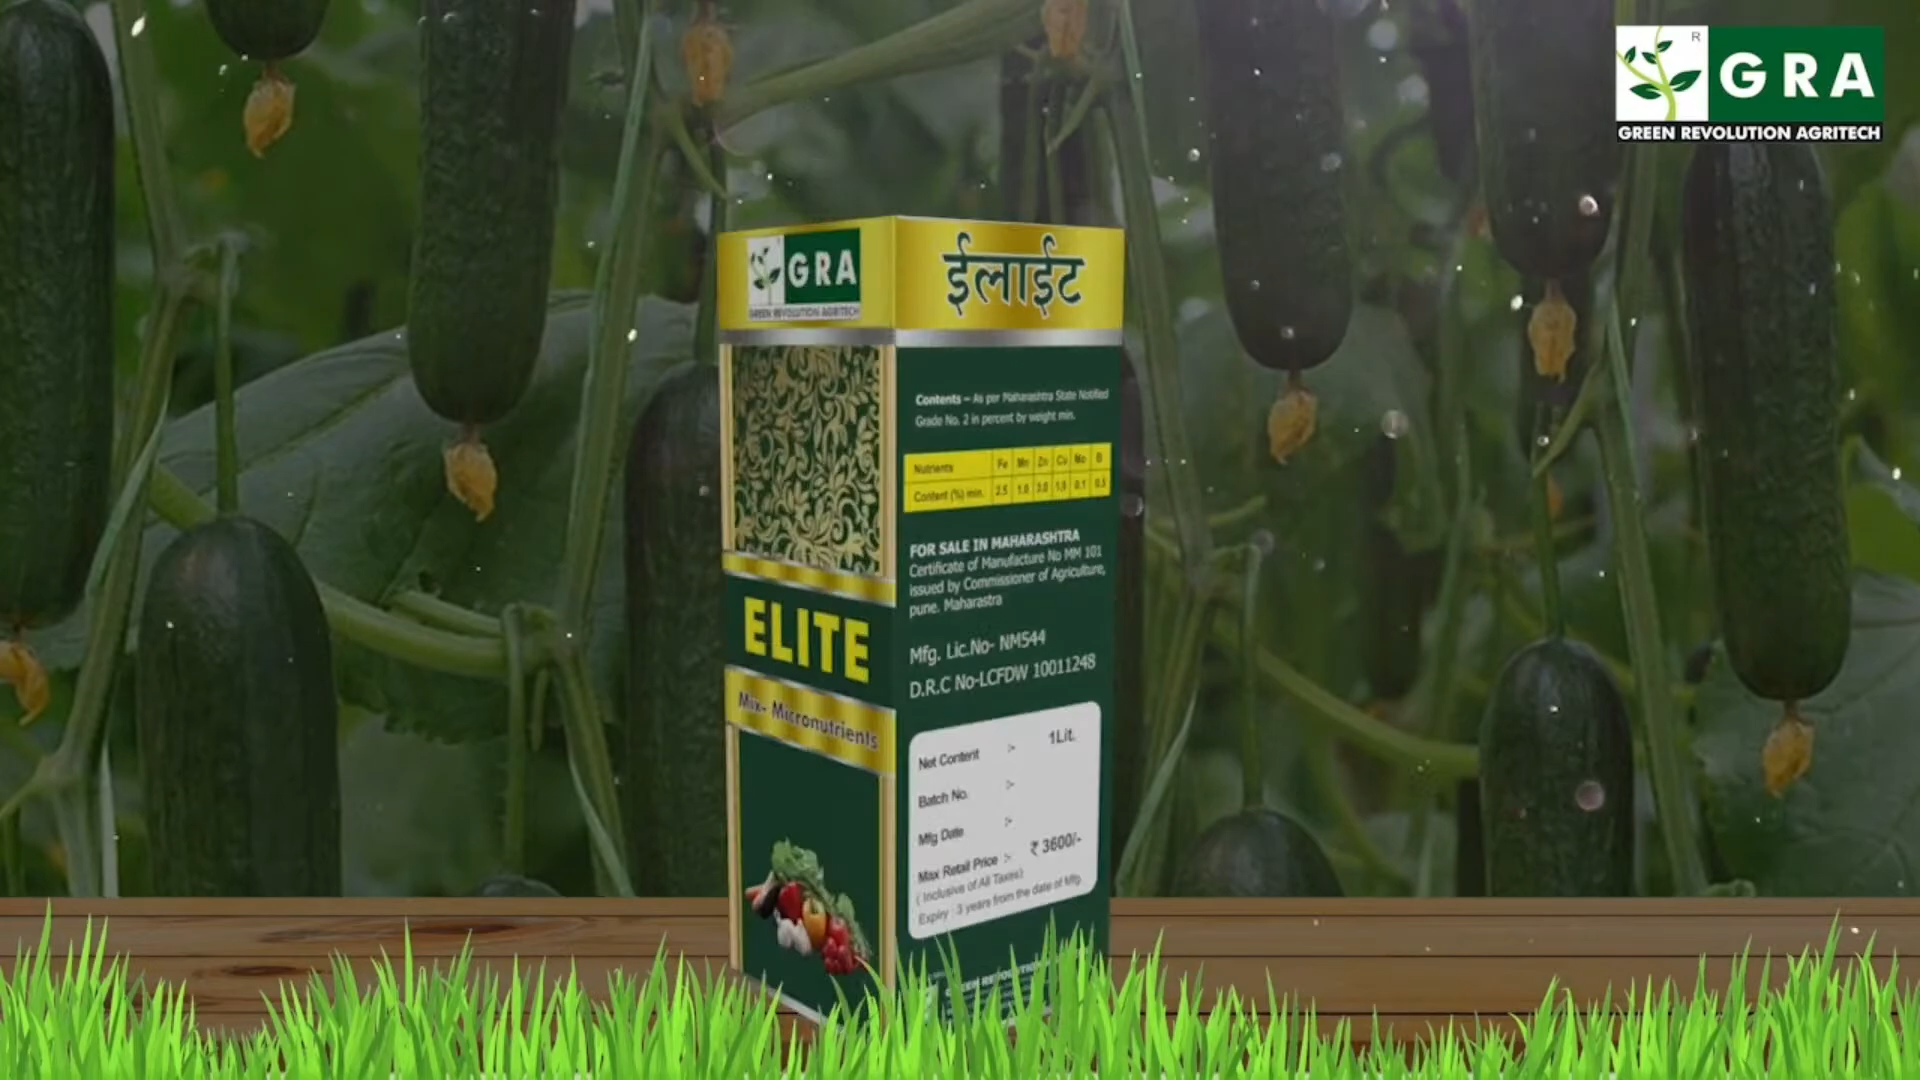 R
GRA
GREEN REVOLUTION AGRITECH
GRA
GREEN REVOLUTION AGRITECH
ईलाईट
Contents – As per Maharashtra State Notified
Grade No. 2 in percent by weight min.
Nutrients Fe Mn Zn Cu Mo B
Content (%) min. 2.5 1.0 3.0 0.1 0.5
FOR SALE IN MAHARASHTRA
Certificate of Manufacture No MM 101
issued by Commissioner of Agriculture,
pune. Maharastra
Mfg. Lic.No- NM544
D.R.C No-LCFDW 10011248
ELITE
Mix- Micronutrients
Net Content :- 1Lit.
Batch No. :-
Mfg Date :-
Max Retail Price :- ₹ 3600/-
( Inclusive of All Taxes)
Expiry : 3 years from the date of Mfg.